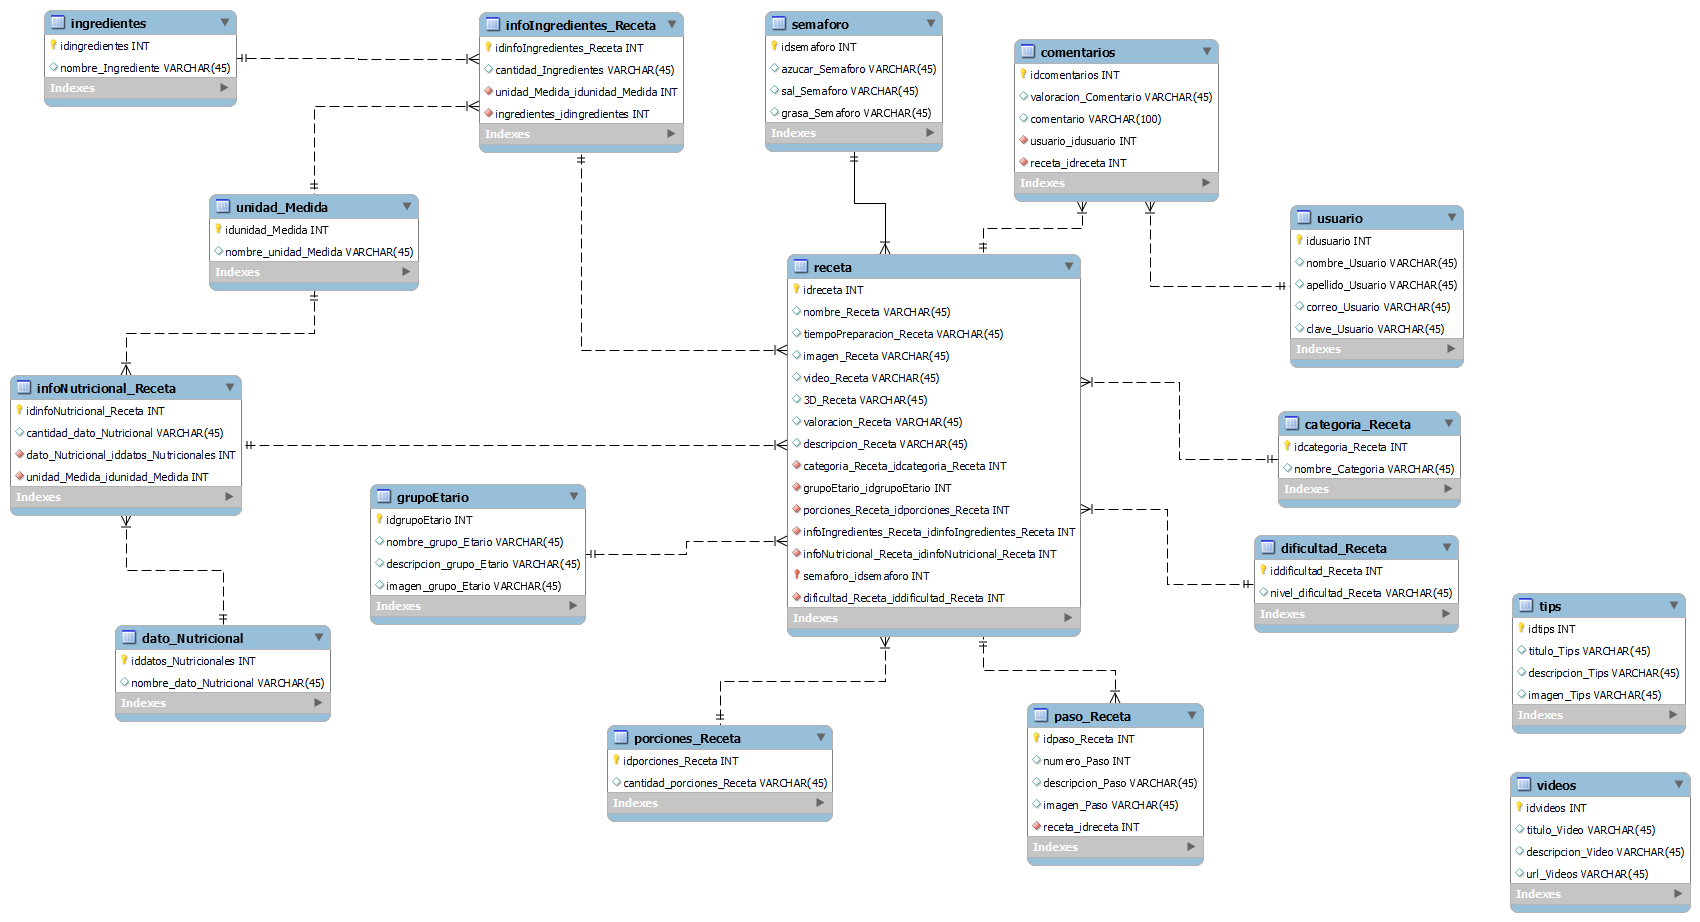 ingredientes
idingredientes INT
nombre_Ingrediente VARCHAR(45)
Indexes
infoIngredientes_Receta
idinfoIngredientes_Receta INT
cantidad_Ingredientes VARCHAR(45)
unidad_Medida_idunidad_Medida INT
ingredientes_idingredientes INT
Indexes
semaforo
idsemaforo INT
azucar_Semaforo VARCHAR(45)
sal_Semaforo VARCHAR(45)
grasa_Semaforo VARCHAR(45)
Indexes
comentarios
idcomentarios INT
valoracion_Comentario VARCHAR(45)
comentario VARCHAR(100)
usuario_idusuario INT
receta_idreceta INT
Indexes
unidad_Medida
idunidad_Medida INT
nombre_unidad_Medida VARCHAR(45)
Indexes
usuario
idusuario INT
nombre_Usuario VARCHAR(45)
apellido_Usuario VARCHAR(45)
correo_Usuario VARCHAR(45)
clave_Usuario VARCHAR(45)
Indexes
receta
idreceta INT
nombre_Receta VARCHAR(45)
tiempoPreparacion_Receta VARCHAR(45)
imagen_Receta VARCHAR(45)
video_Receta VARCHAR(45)
3D_Receta VARCHAR(45)
valoracion_Receta VARCHAR(45)
descripcion_Receta VARCHAR(45)
categoria_Receta_idcategoria_Receta INT
grupoEtario_idgrupoEtario INT
porciones_Receta_idporciones_Receta INT
infoIngredientes_Receta_idinfoIngredientes_Receta INT
infoNutricional_Receta_idinfoNutricional_Receta INT
semaforo_idsemaforo INT
dificultad_Receta_iddificultad_Receta INT
Indexes
infoNutricional_Receta
idinfoNutricional_Receta INT
cantidad_dato_Nutricional VARCHAR(45)
dato_Nutricional_iddatos_Nutricionales INT
unidad_Medida_idunidad_Medida INT
Indexes
categoria_Receta
idcategoria_Receta INT
nombre_Categoria VARCHAR(45)
Indexes
grupoEtario
idgrupoEtario INT
nombre_grupo_Etario VARCHAR(45)
descripcion_grupo_Etario VARCHAR(45)
imagen_grupo_Etario VARCHAR(45)
Indexes
dificultad_Receta
iddificultad_Receta INT
nivel_dificultad_Receta VARCHAR(45)
Indexes
tips
idtips INT
titulo_Tips VARCHAR(45)
descripcion_Tips VARCHAR(45)
imagen_Tips VARCHAR(45)
Indexes
dato_Nutricional
iddatos_Nutricionales INT
nombre_dato_Nutricional VARCHAR(45)
Indexes
porciones_Receta
idporciones_Receta INT
cantidad_porciones_Receta VARCHAR(45)
Indexes
paso_Receta
idpaso_Receta INT
numero_Paso INT
descripcion_Paso VARCHAR(45)
imagen_Paso VARCHAR(45)
receta_idreceta INT
Indexes
videos
idvideos INT
titulo_Video VARCHAR(45)
descripcion_Video VARCHAR(45)
url_Videos VARCHAR(45)
Indexes